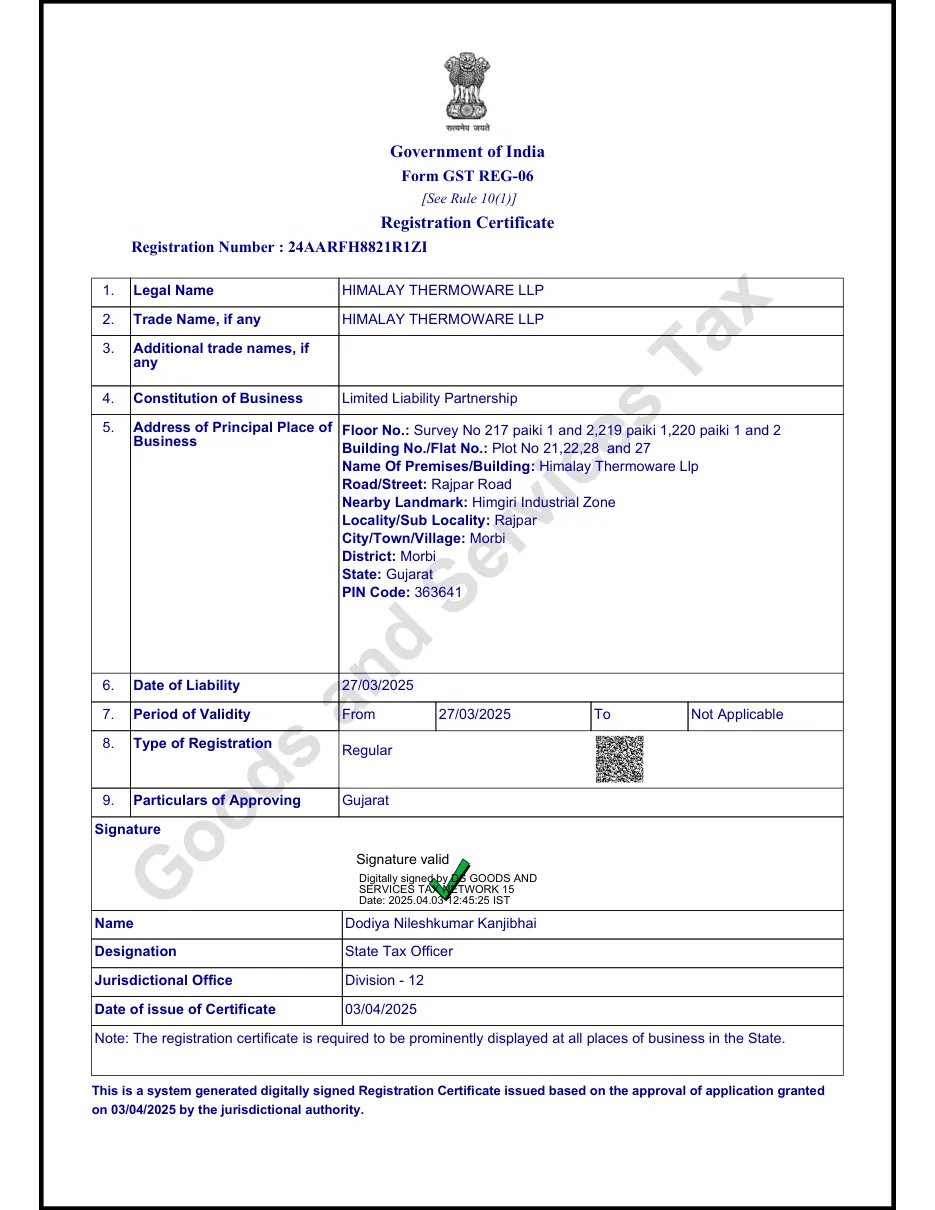 सत्यमेव जयते
Government of India
Form GST REG-06
[See Rule 10(1)]
Registration Certificate
Registration Number : 24AARFH8821R1ZI
1. Legal Name HIMALAY THERMOWARE LLP
2. Trade Name, if any HIMALAY THERMOWARE LLP
3. Additional trade names, if
any
4. Constitution of Business Limited Liability Partnership
5. Address of Principal Place of
Business
Floor No.: Survey No 217 paiki 1 and 2,219 paiki 1,220 paiki 1 and 2
Building No./Flat No.: Plot No 21,22,28 and 27
Name Of Premises/Building: Himalay Thermoware Llp
Road/Street: Rajpar Road
Nearby Landmark: Himgiri Industrial Zone
Locality/Sub Locality: Rajpar
City/Town/Village: Morbi
District: Morbi
State: Gujarat
PIN Code: 363641
6. Date of Liability 27/03/2025
7. Period of Validity From 27/03/2025 To Not Applicable
8. Type of Registration Regular
9. Particulars of Approving Gujarat
Signature
Signature valid
Digitally signed by DS GOODS AND
SERVICES TAX NETWORK 15
Date: 2025.04.03 12:45:25 IST
Name Dodiya Nileshkumar Kanjibhai
Designation State Tax Officer
Jurisdictional Office Division - 12
Date of issue of Certificate 03/04/2025
Note: The registration certificate is required to be prominently displayed at all places of business in the State.
This is a system generated digitally signed Registration Certificate issued based on the approval of application granted
on 03/04/2025 by the jurisdictional authority.
Goods and Services Tax